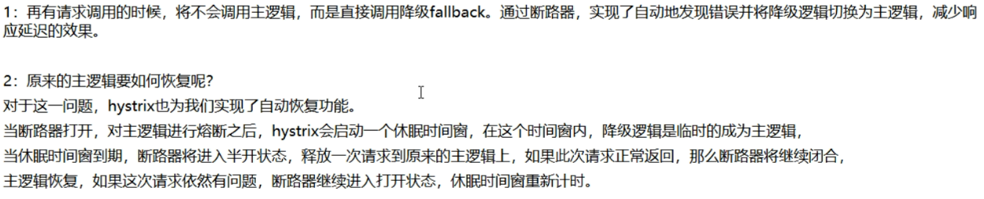 1：再有请求调用的时候，将不会调用主逻辑，而是直接调用降级fallback。通过断路器，实现了自动地发现错误并将降级逻辑切换为主逻辑，减少响
应延迟的效果。
2：原来的主逻辑要如何恢复呢？
对于这一问题，hystrix也为我们实现了自动恢复功能。
当断路器打开，对主逻辑进行熔断之后，hystrix会启动一个休眠时间窗，在这个时间窗内，降级逻辑是临时的成为主逻辑，
当休眠时间窗到期，断路器将进入半开状态，释放一次请求到原来的主逻辑上，如果此次请求正常返回，那么断路器将继续闭合，
主逻辑恢复，如果这次请求依然有问题，断路器继续进入打开状态，休眠时间窗重新计时。